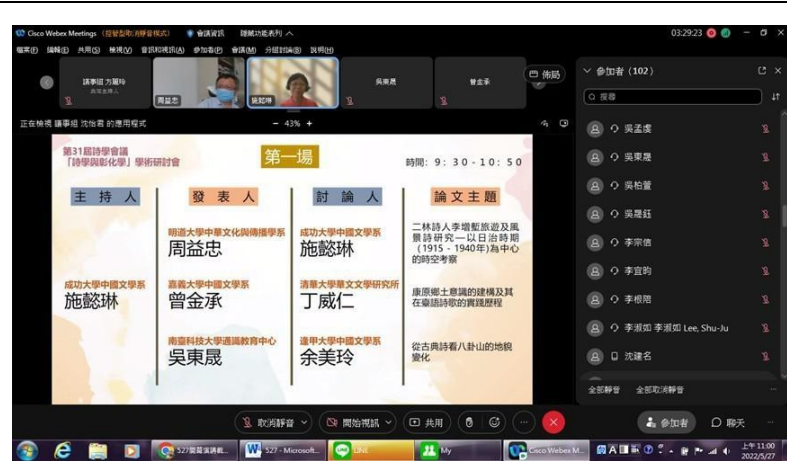 Cisco Webex Meetings
會議資訊
隱藏功能表列
03:29:23
檔案(F) 編輯(E) 共用(S) 檢視(V) 音訊和視訊(A) 參加者(P) 會議(M) 分組討論(B) 說明(H)
周益忠
施懿琳
吳東晟
曾金承
佈局
正在檢視 議事組 沈怡君 的應用程式
− 43% +
第31屆詩學會議
「詩學與彰化學」學術研討會
第一場
時間: 9:30-10:50
主持人
發表人
討論人
論文主題
成功大學中國文學系
施懿琳
明道大學中華文化與傳播學系
周益忠
成功大學中國文學系
施懿琳
二林詩人李增塹旅遊及風
景詩研究—以日治時期
(1915-1940年)為中心
的時空考察
嘉義大學中國文學系
曾金承
清華大學華文文學研究所
丁威仁
康原鄉土意識的建構及其
在臺語詩歌的實踐歷程
南臺科技大學通識教育中心
吳東晟
逢甲大學中國文學系
余美玲
從古典詩看八卦山的地貌
變化
參加者 (102)
搜尋
吳孟虔
吳東晟
吳柏萱
吳晟鈺
李宗倍
李宜昀
李根陪
李淑如 李淑如 Lee, Shu-Ju
沈建名
全部靜音
全部取消靜音
取消靜音
開始視訊
共用
參加者
聊天
527 - Microsoft...
LINE
My
Cisco Webex M...
上午 11:00
2022/5/27